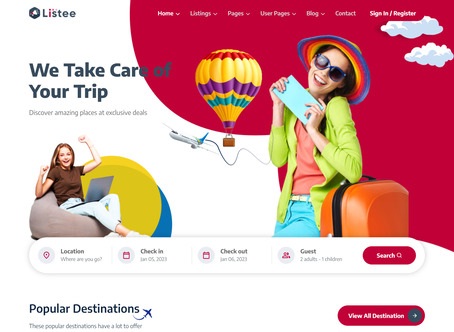 Listee
Home Listings Pages User Pages Blog Contact Sign In / Register
We Take Care of
Your Trip
Discover amazing places at exclusive deals
Location Check in Check out Guest
Where are you go? Jan 05, 2023 Jan 06, 2023 2 adults - 1 children
Search
Popular Destinations
View All Destination
These popular destinations have a lot to offer